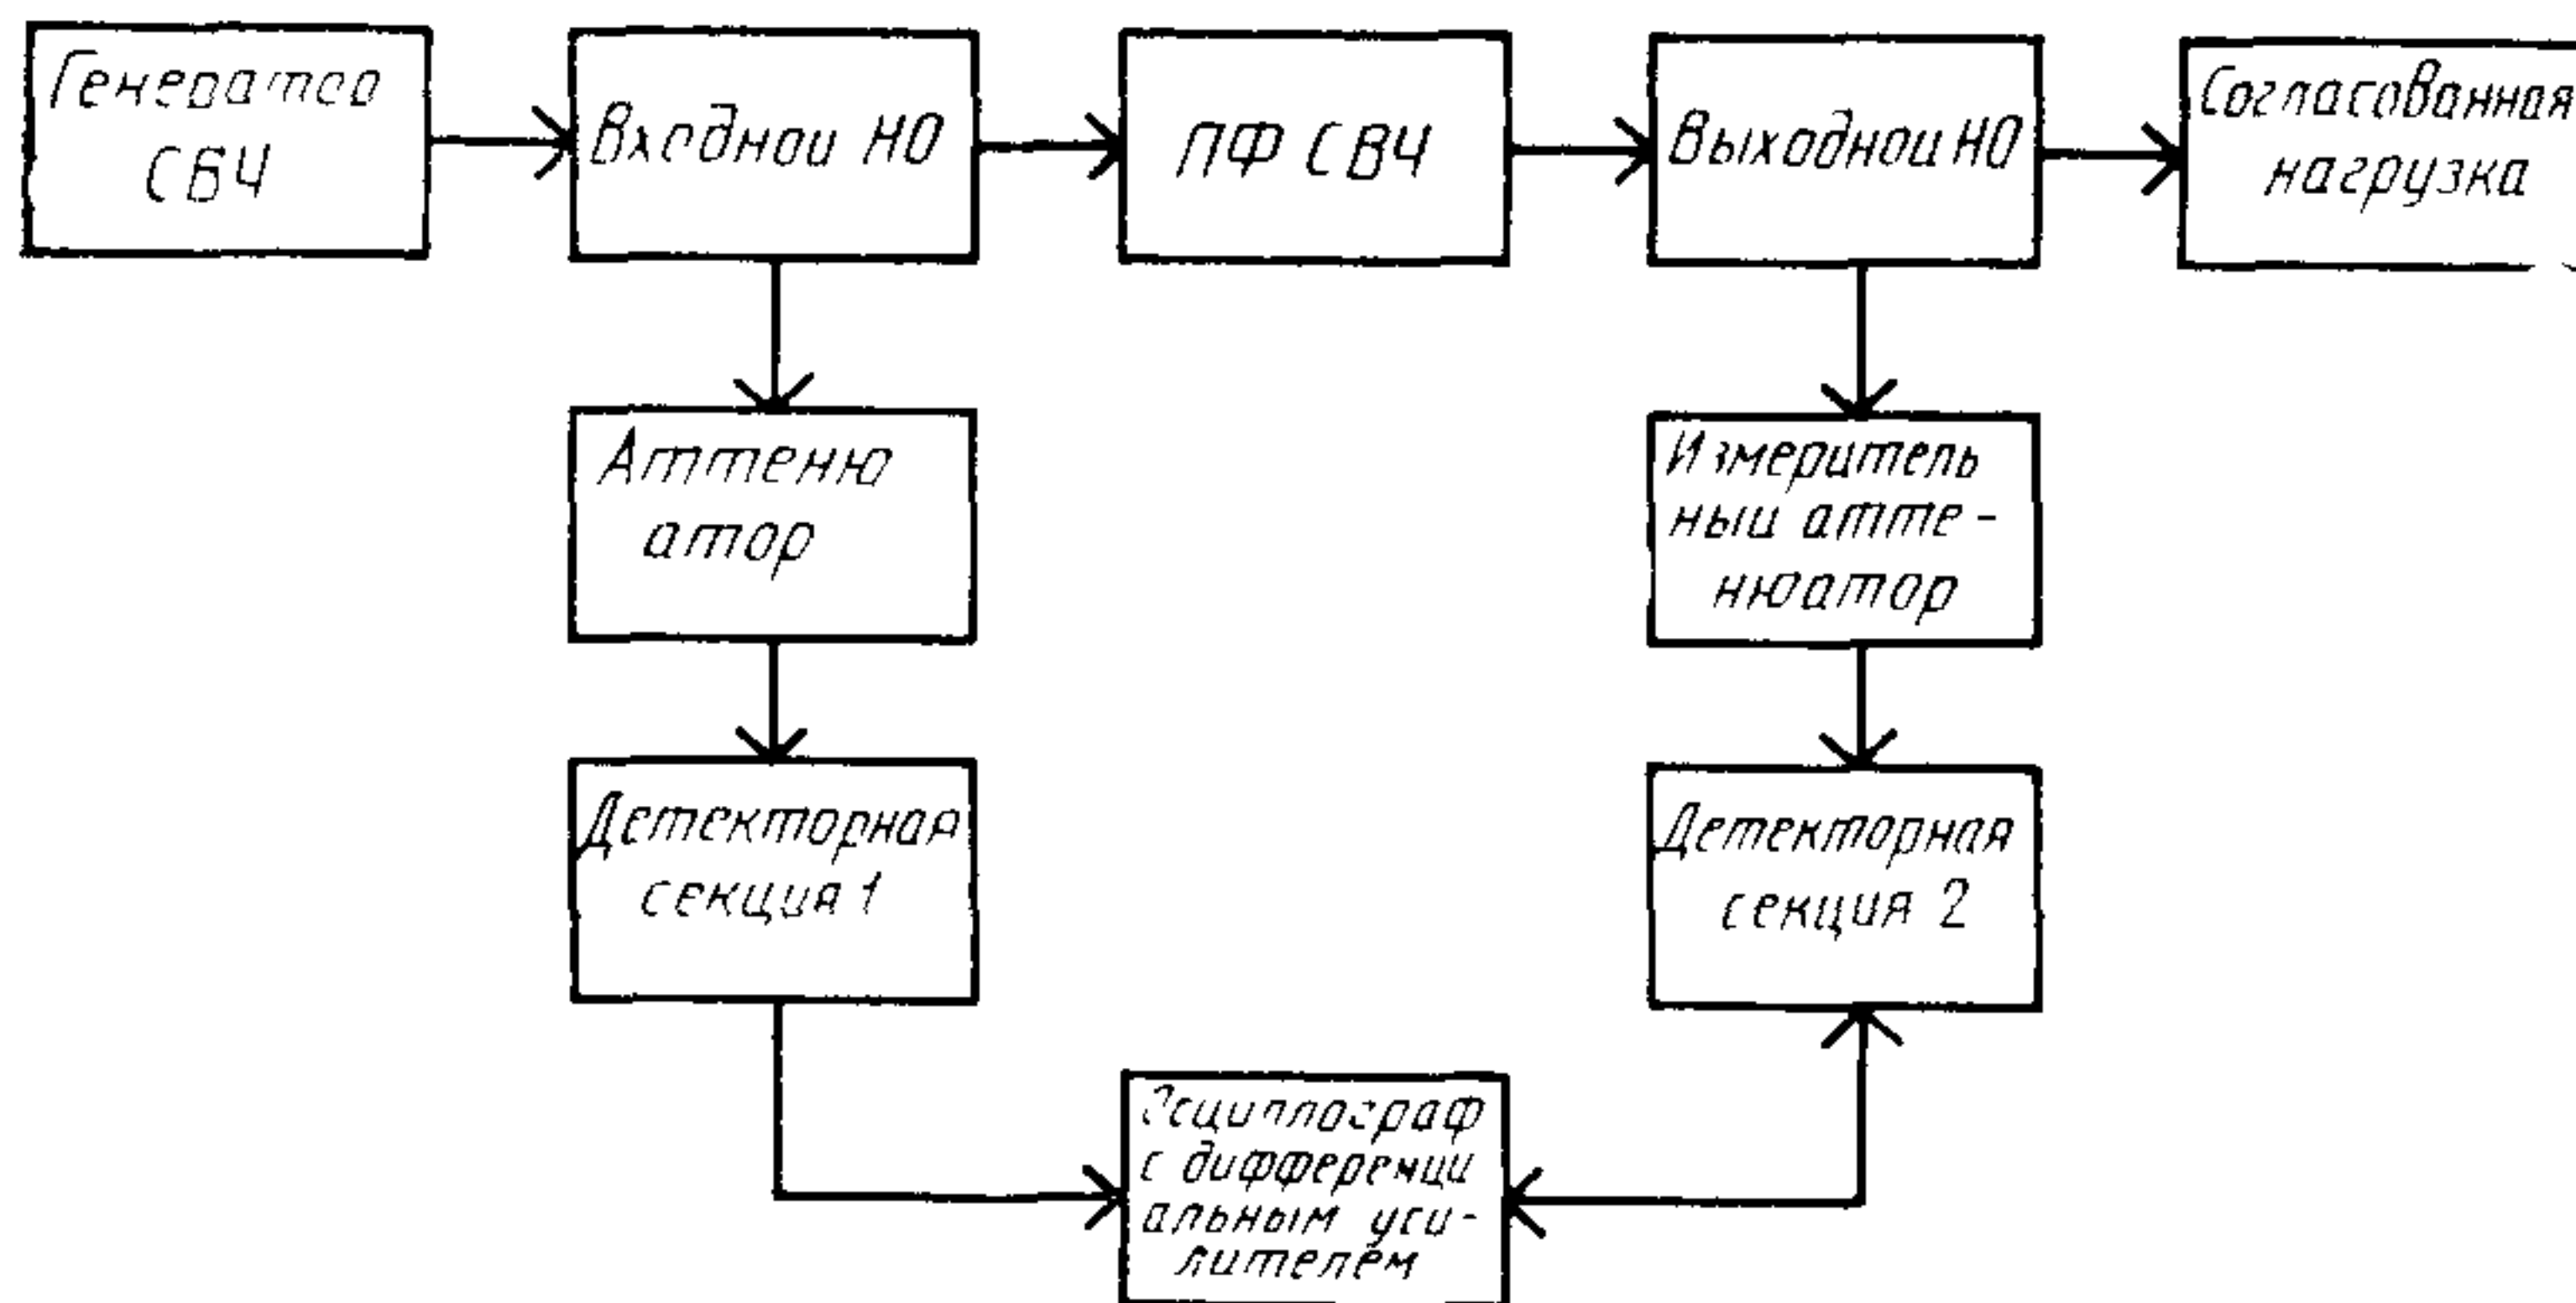 Генератор
СВЧ
Входной НО
ПФ СВЧ
Выходной НО
Согласованная
нагрузка
Аттеню
атор
Измеритель
ный атте-
нюатор
Детекторная
секция 1
Детекторная
секция 2
Осциллограф
с дифференци
альным уси-
лителем